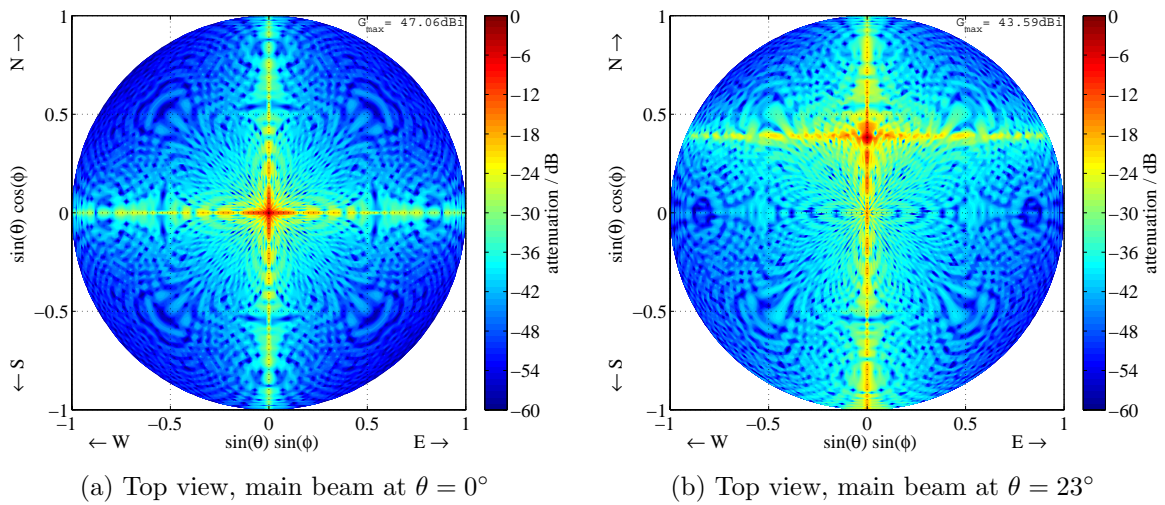 G_max= 47.06dBi
N →
sin(θ) cos(ϕ)
← S
1
0.5
0
−0.5
−1
−1
−0.5
0
0.5
1
← W
sin(θ) sin(ϕ)
E →
0
−6
−12
−18
−24
−30
−36
−42
−48
−54
−60
attenuation / dB
(a) Top view, main beam at θ = 0°
G_max= 43.59dBi
N →
sin(θ) cos(ϕ)
← S
1
0.5
0
−0.5
−1
−1
−0.5
0
0.5
1
← W
sin(θ) sin(ϕ)
E →
0
−6
−12
−18
−24
−30
−36
−42
−48
−54
−60
attenuation / dB
(b) Top view, main beam at θ = 23°